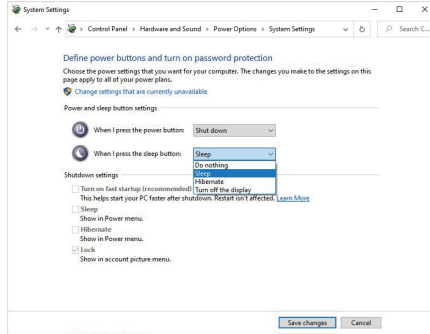 System Settings
Control Panel > Hardware and Sound > Power Options > System Settings
Search C...
Define power buttons and turn on password protection
Choose the power settings that you want for your computer. The changes you make to the settings on this
page apply to all of your power plans.
Change settings that are currently unavailable
Power and sleep button settings
When I press the power button: Shut down
When I press the sleep button: Sleep
Do nothing
Sleep
Hibernate
Turn off the display
Shutdown settings
Turn on fast startup (recommended)
This helps start your PC faster after shutdown. Restart isn't affected. Learn More
Sleep
Show in Power menu.
Hibernate
Show in Power menu.
Lock
Show in account picture menu.
Save changes Cancel